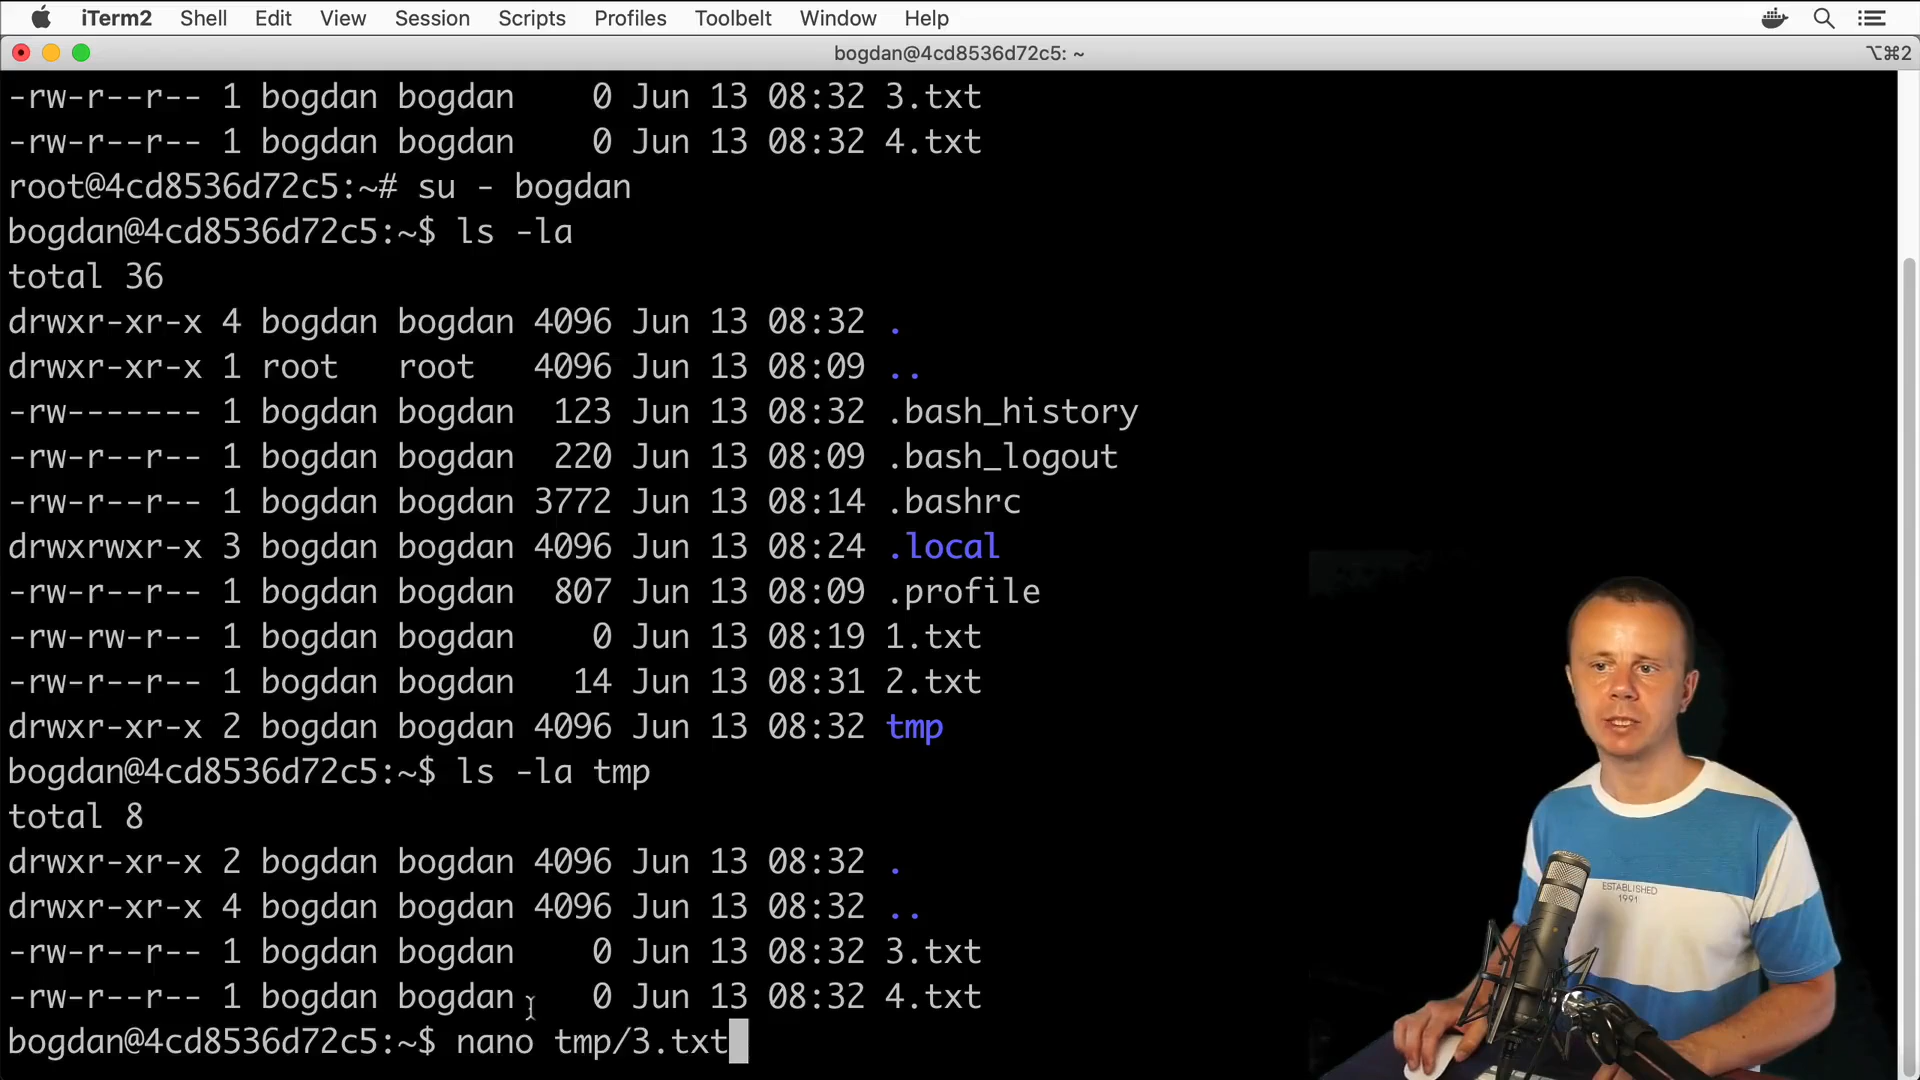 iTerm2 Shell Edit View Session Scripts Profiles Toolbelt Window Help
bogdan@4cd8536d72c5: ~ ⌥⌘2
-rw-r--r-- 1 bogdan bogdan    0 Jun 13 08:32 3.txt
-rw-r--r-- 1 bogdan bogdan    0 Jun 13 08:32 4.txt
root@4cd8536d72c5:~# su - bogdan
bogdan@4cd8536d72c5:~$ ls -la
total 36
drwxr-xr-x 4 bogdan bogdan 4096 Jun 13 08:32 .
drwxr-xr-x 1 root   root   4096 Jun 13 08:09 ..
-rw------- 1 bogdan bogdan  123 Jun 13 08:32 .bash_history
-rw-r--r-- 1 bogdan bogdan  220 Jun 13 08:09 .bash_logout
-rw-r--r-- 1 bogdan bogdan 3772 Jun 13 08:14 .bashrc
drwxrwxr-x 3 bogdan bogdan 4096 Jun 13 08:24 .local
-rw-r--r-- 1 bogdan bogdan  807 Jun 13 08:09 .profile
-rw-rw-r-- 1 bogdan bogdan    0 Jun 13 08:19 1.txt
-rw-r--r-- 1 bogdan bogdan   14 Jun 13 08:31 2.txt
drwxr-xr-x 2 bogdan bogdan 4096 Jun 13 08:32 tmp
bogdan@4cd8536d72c5:~$ ls -la tmp
total 8
drwxr-xr-x 2 bogdan bogdan 4096 Jun 13 08:32 .
drwxr-xr-x 4 bogdan bogdan 4096 Jun 13 08:32 ..
-rw-r--r-- 1 bogdan bogdan    0 Jun 13 08:32 3.txt
-rw-r--r-- 1 bogdan bogdan    0 Jun 13 08:32 4.txt
bogdan@4cd8536d72c5:~$ nano tmp/3.txt
ESTABLISHED
1991